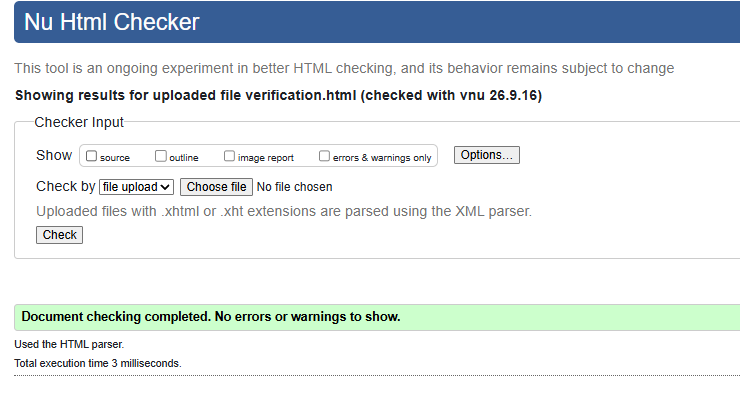 Nu Html Checker
This tool is an ongoing experiment in better HTML checking, and its behavior remains subject to change
Showing results for uploaded file verification.html (checked with vnu 26.9.16)
Checker Input
Show source outline image report errors & warnings only Options...
Check by file upload Choose file No file chosen
Uploaded files with .xhtml or .xht extensions are parsed using the XML parser.
Check
Document checking completed. No errors or warnings to show.
Used the HTML parser.
Total execution time 3 milliseconds.